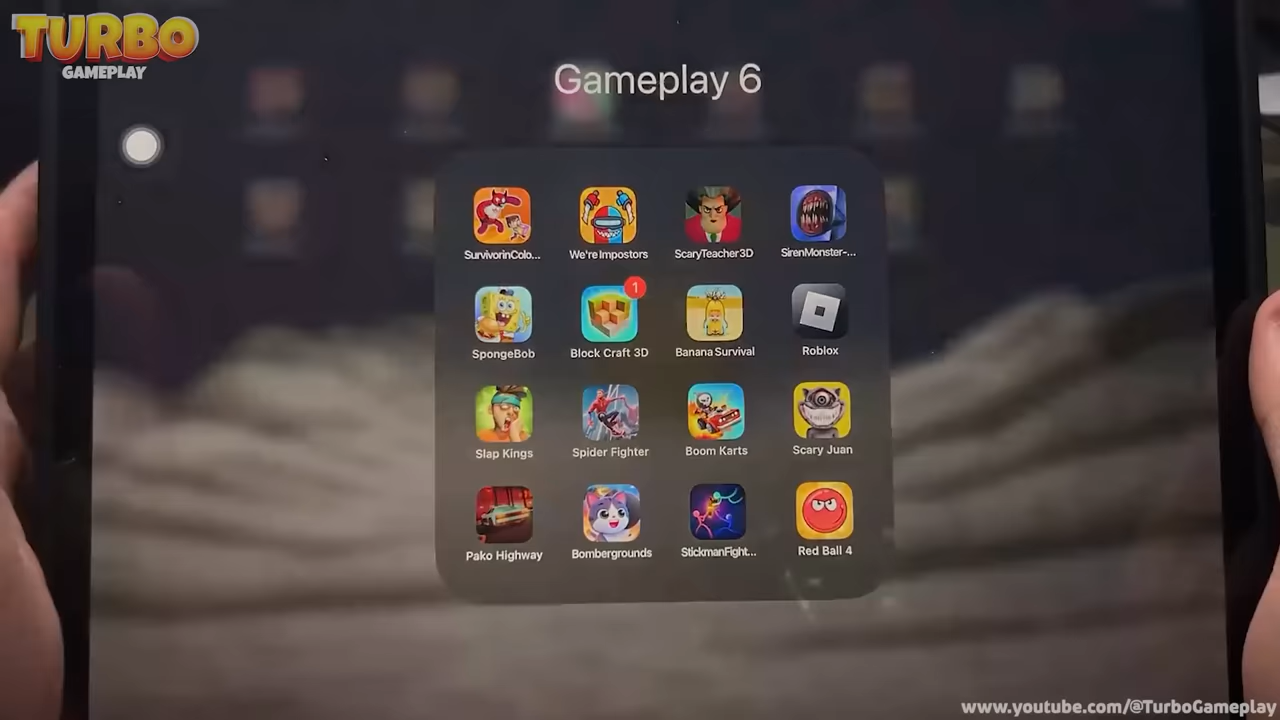 TURBO
GAMEPLAY
Gameplay 6
SurvivorinColo...
We're Impostors
ScaryTeacher3D
SirenMonster-...
1
SpongeBob
Block Craft 3D
Banana Survival
Roblox
Slap Kings
Spider Fighter
Boom Karts
Scary Juan
Pako Highway
Bombergrounds
StickmanFight...
Red Ball 4
www.youtube.com/@TurboGameplay